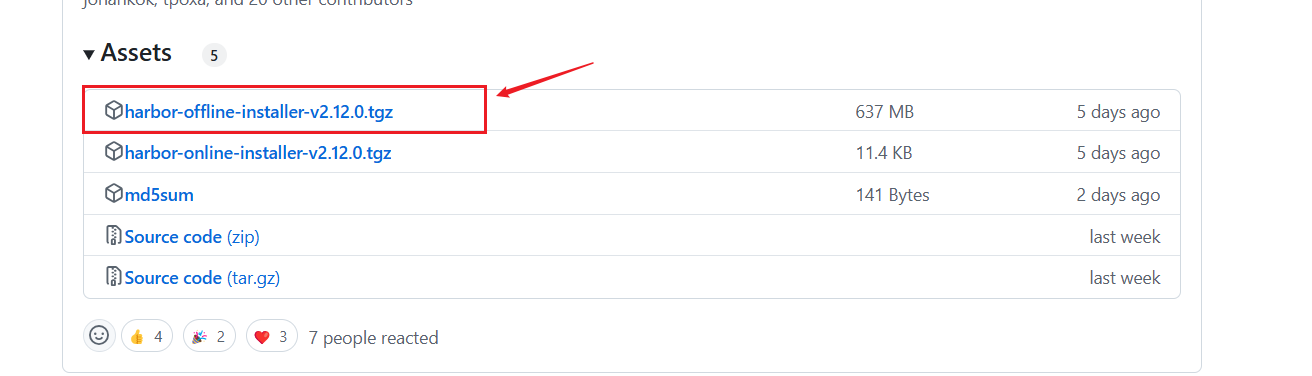 johankok, tpoxa, and 20 other contributors
Assets 5
harbor-offline-installer-v2.12.0.tgz 637 MB 5 days ago
harbor-online-installer-v2.12.0.tgz 11.4 KB 5 days ago
md5sum 141 Bytes 2 days ago
Source code (zip) last week
Source code (tar.gz) last week
4 2 3 7 people reacted